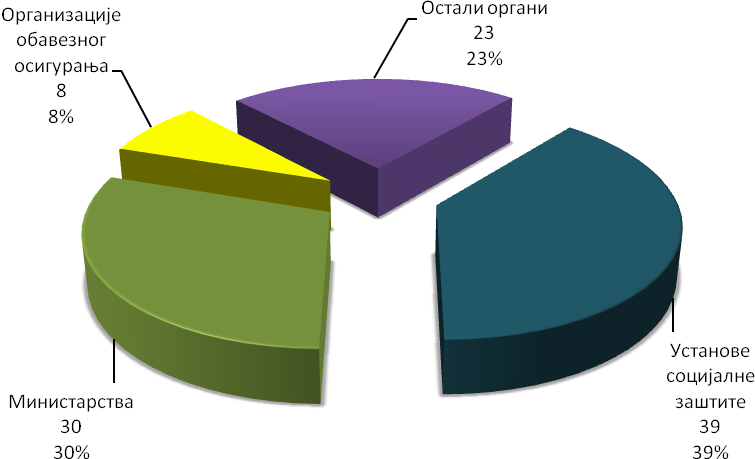 Организације
обавезног
осигурања
8
8%
Остали органи
23
23%
Установе
социјалне
заштите
39
39%
Министарства
30
30%